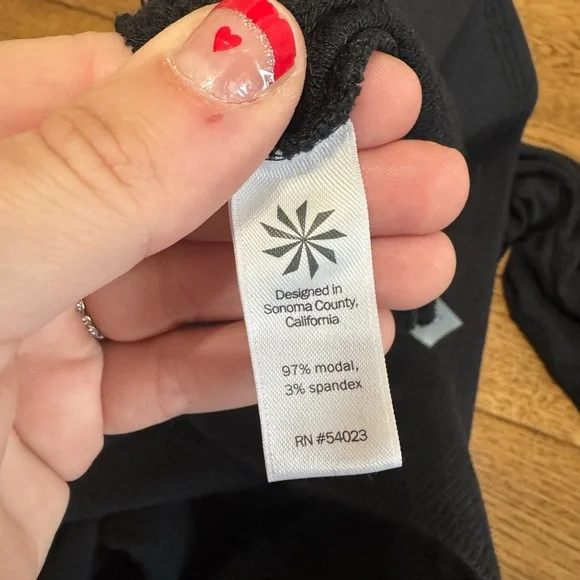 Designed in
Sonoma County,
California
97% modal,
3% spandex
RN #54023